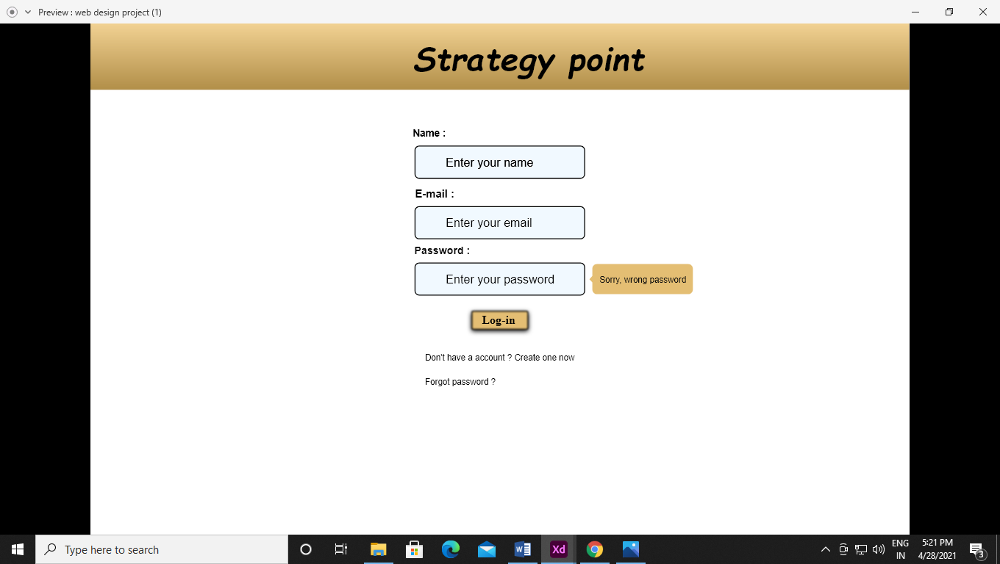 Preview : web design project (1)
Strategy point
Name :
Enter your name
E-mail :
Enter your email
Password :
Enter your password
Sorry, wrong password
Log-in
Don't have a account ? Create one now
Forgot password ?
Type here to search
W
Xd
ENG
IN
5:21 PM
4/28/2021
3